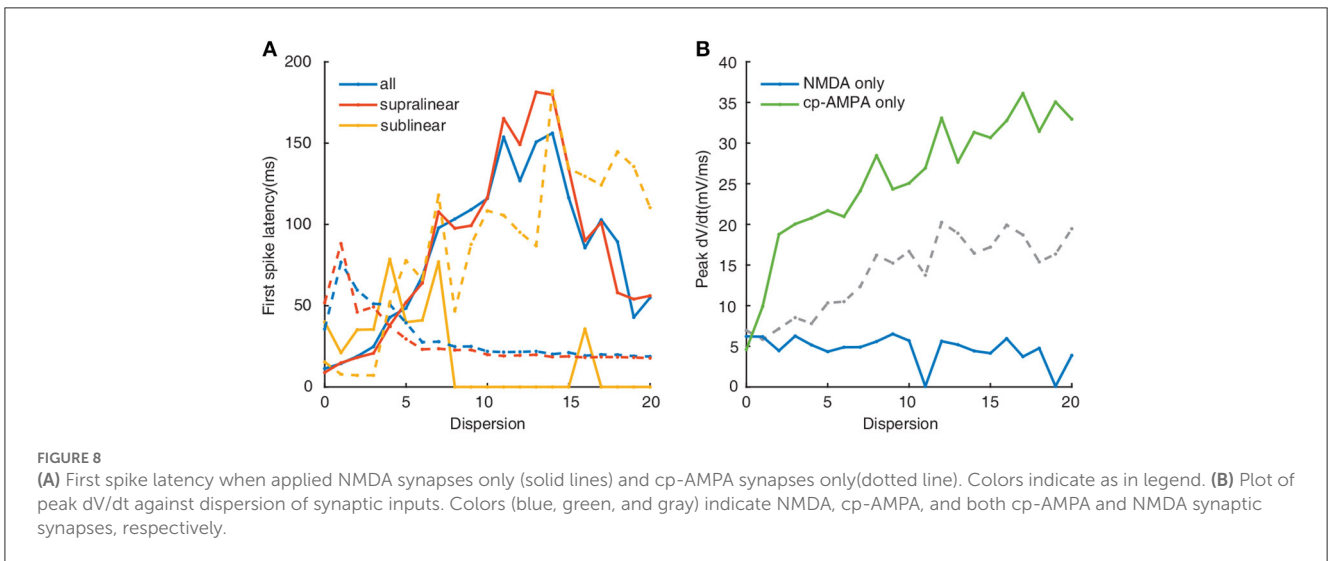 A
200
150
100
50
0
First spike latency(ms)
all
supralinear
sublinear
0 5 10 15 20
Dispersion
B
40
35
30
25
20
15
10
5
0
Peak dV/dt(mV/ms)
NMDA only
cp-AMPA only
0 5 10 15 20
Dispersion
FIGURE 8
(A) First spike latency when applied NMDA synapses only (solid lines) and cp-AMPA synapses only(dotted line). Colors indicate as in legend. (B) Plot of
peak dV/dt against dispersion of synaptic inputs. Colors (blue, green, and gray) indicate NMDA, cp-AMPA, and both cp-AMPA and NMDA synaptic
synapses, respectively.